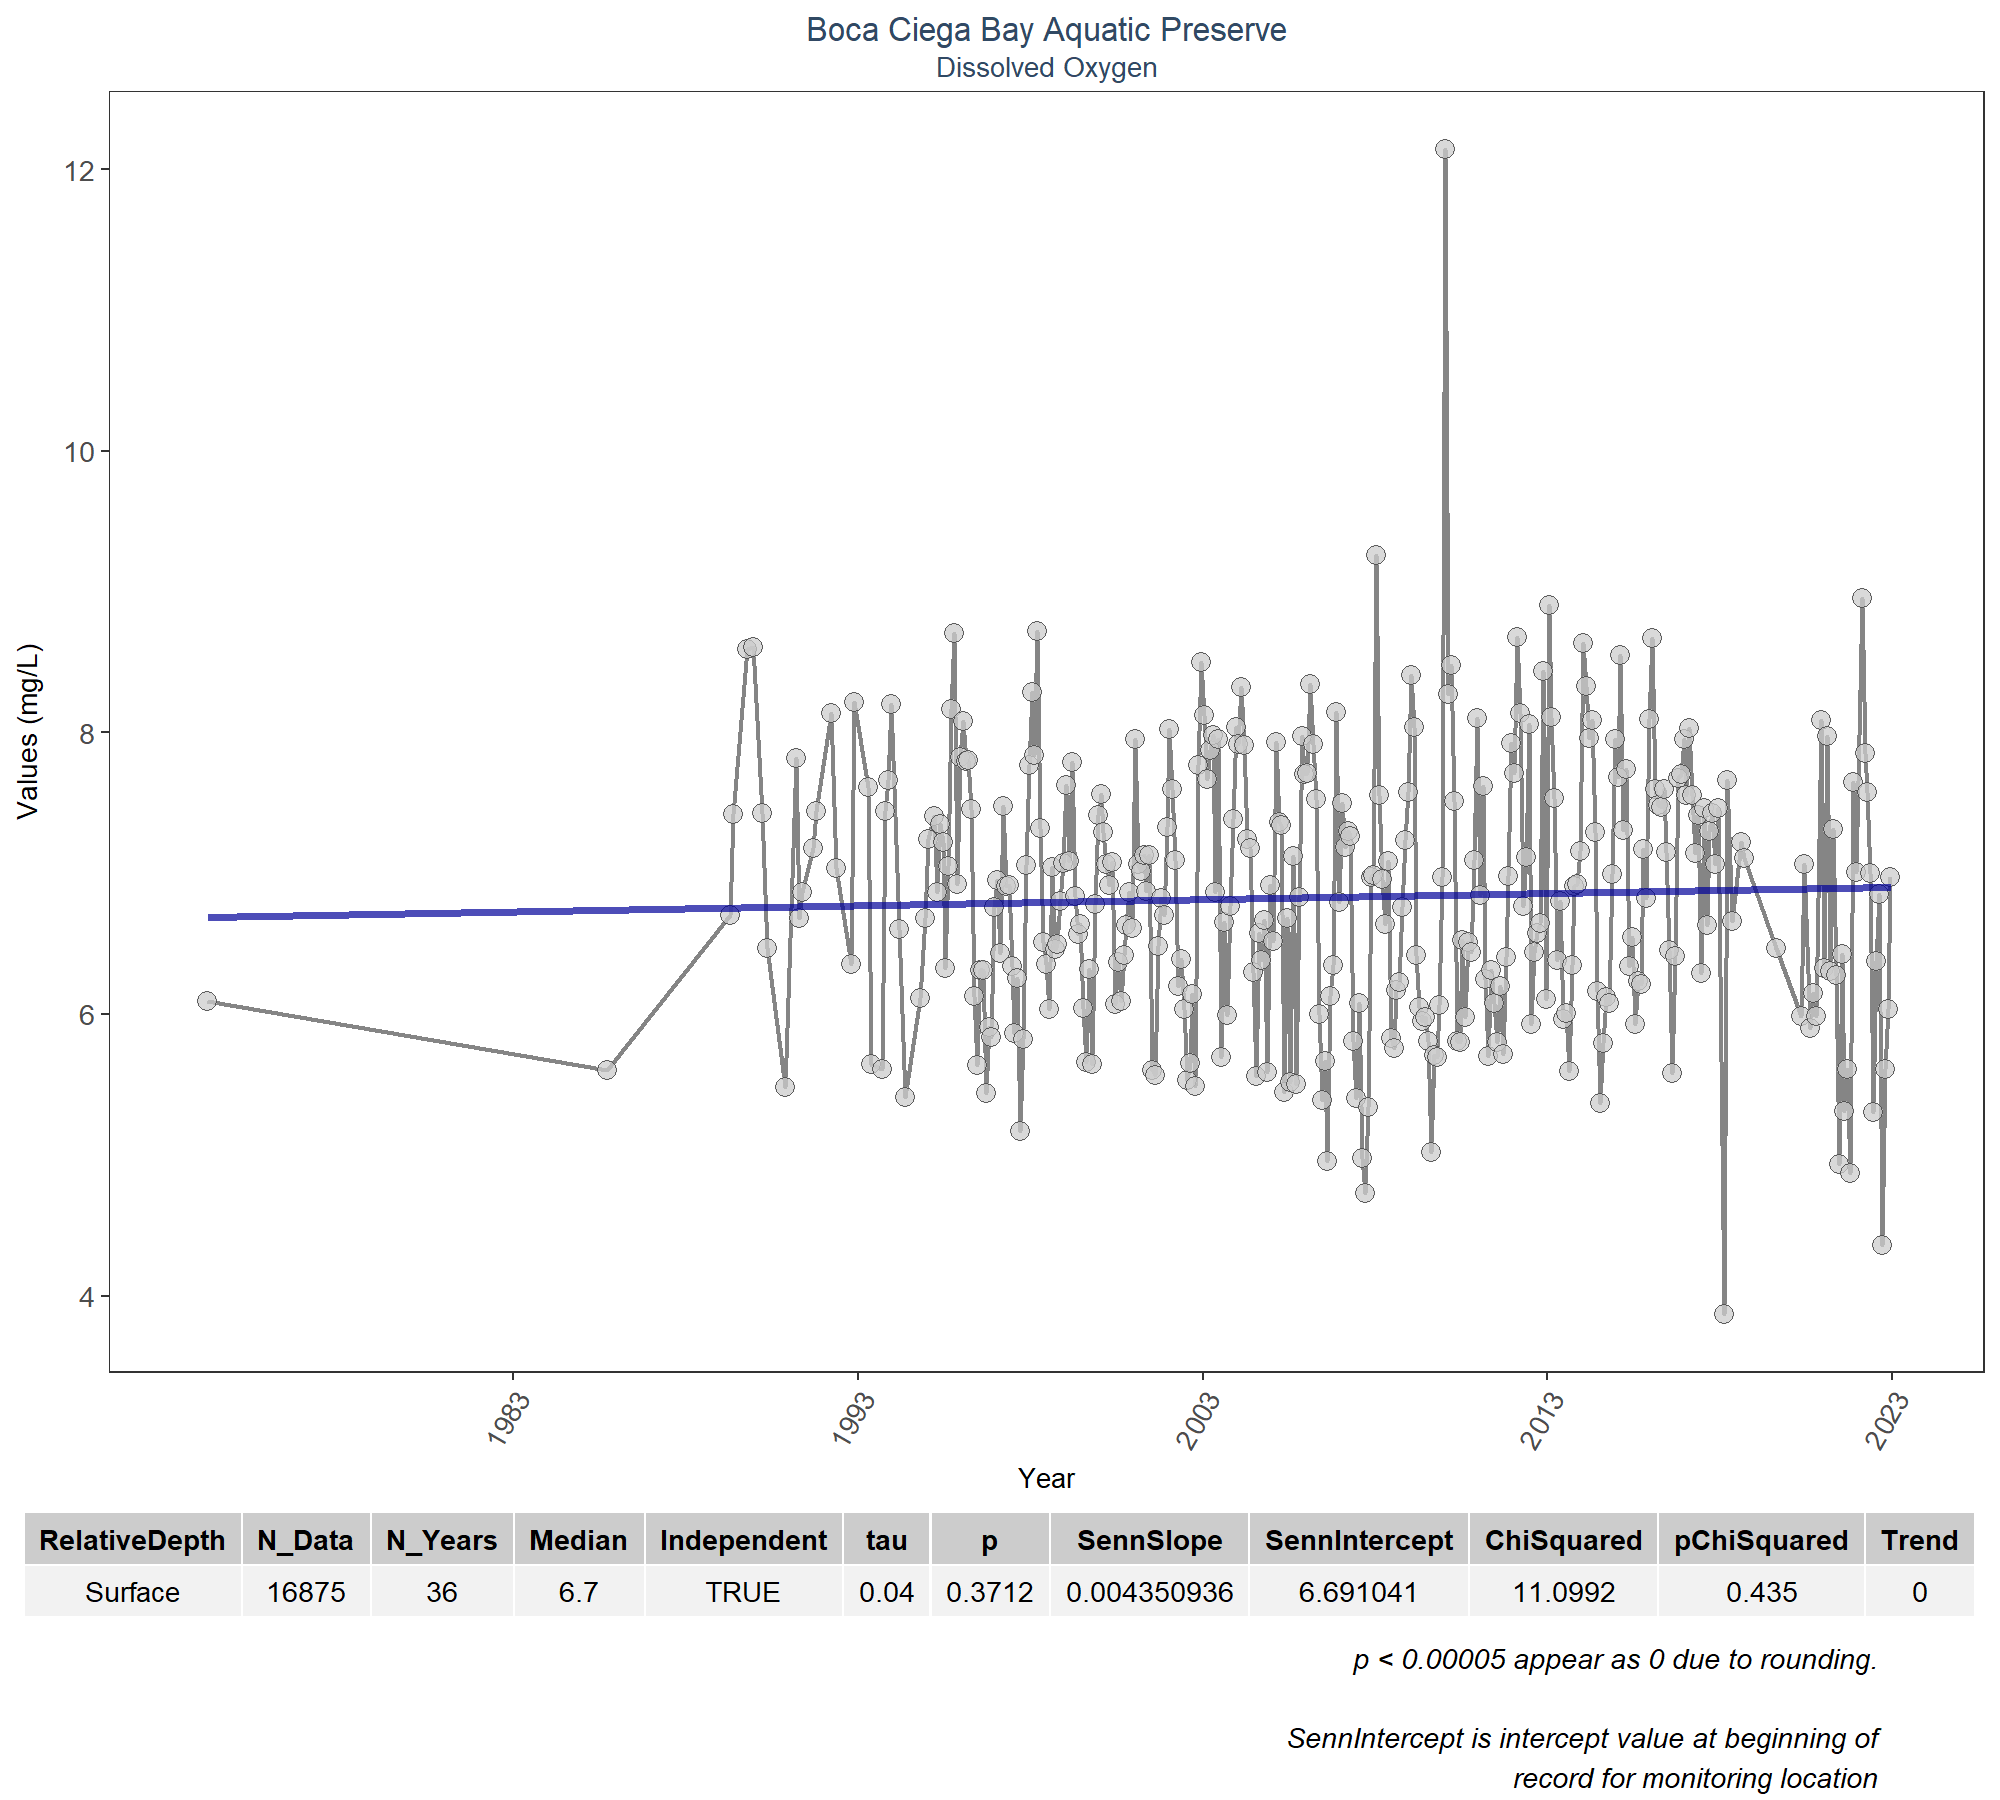 Boca Ciega Bay Aquatic Preserve
Dissolved Oxygen
12
10
8
6
4
Values (mg/L)
1983
1993
2003
2013
2023
Year
RelativeDepth N_Data N_Years Median Independent tau p SennSlope SennIntercept ChiSquared pChiSquared Trend
Surface 16875 36 6.7 TRUE 0.04 0.3712 0.004350936 6.691041 11.0992 0.435 0
p < 0.00005 appear as 0 due to rounding.
SennIntercept is intercept value at beginning of
record for monitoring location